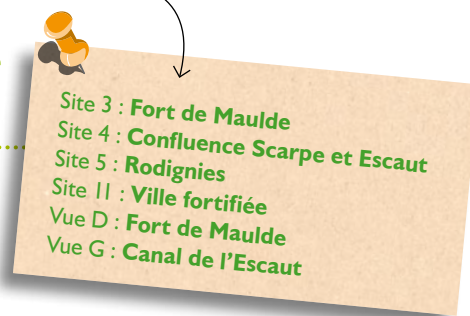 Site 3 : Fort de Maulde
Site 4 : Confluence Scarpe et Escaut
Site 5 : Rodignies
Site 11 : Ville fortifiée
Vue D : Fort de Maulde
Vue G : Canal de l'Escaut